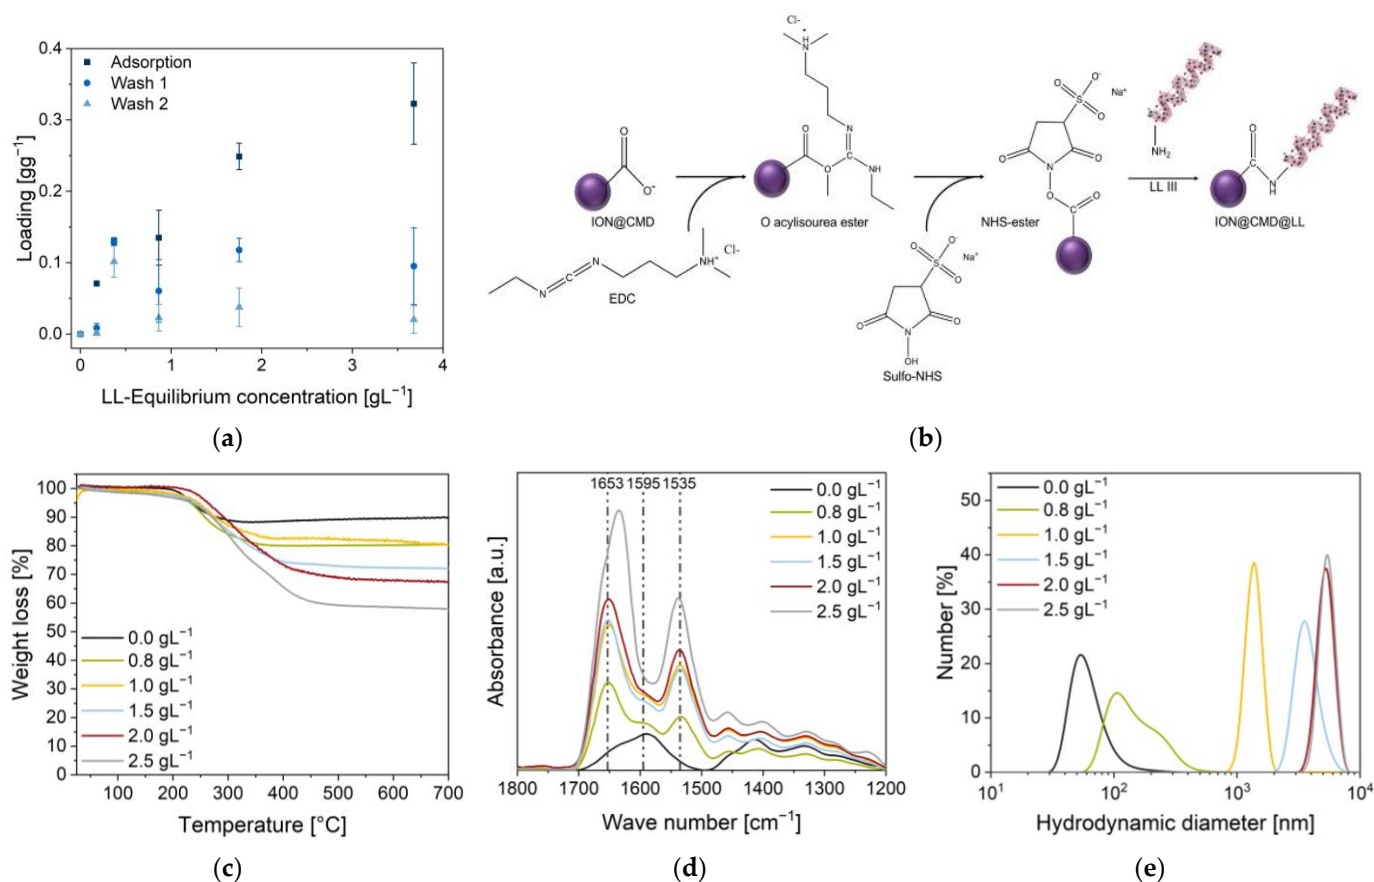 0.4
0.3
0.2
0.1
0.0
Loading [gg⁻¹]
Adsorption
Wash 1
Wash 2
0 1 2 3 4
LL-Equilibrium concentration [gL⁻¹]
(a)
O
O⁻
ION@CMD
Cl-
+
H
N
N
O
O
NH
O acylisourea ester
N
C
N
NH⁺
Cl-
EDC
O
O⁻
S
O
Na⁺
O
N
O
OH
Sulfo-NHS
O
O⁻
S
O
Na⁺
O
N
O
O
O
C
NHS-ester
NH₂
LL III
O
C
N
H
ION@CMD@LL
(b)
100
90
80
70
60
50
40
30
20
10
0
Weight loss [%]
0.0 gL⁻¹
0.8 gL⁻¹
1.0 gL⁻¹
1.5 gL⁻¹
2.0 gL⁻¹
2.5 gL⁻¹
100 200 300 400 500 600 700
Temperature [°C]
(c)
1653 1595 1535
Absorbance [a.u.]
0.0 gL⁻¹
0.8 gL⁻¹
1.0 gL⁻¹
1.5 gL⁻¹
2.0 gL⁻¹
2.5 gL⁻¹
1800 1700 1600 1500 1400 1300 1200
Wave number [cm⁻¹]
(d)
50
40
30
20
10
0
Number [%]
0.0 gL⁻¹
0.8 gL⁻¹
1.0 gL⁻¹
1.5 gL⁻¹
2.0 gL⁻¹
2.5 gL⁻¹
10¹ 10² 10³ 10⁴
Hydrodynamic diameter [nm]
(e)